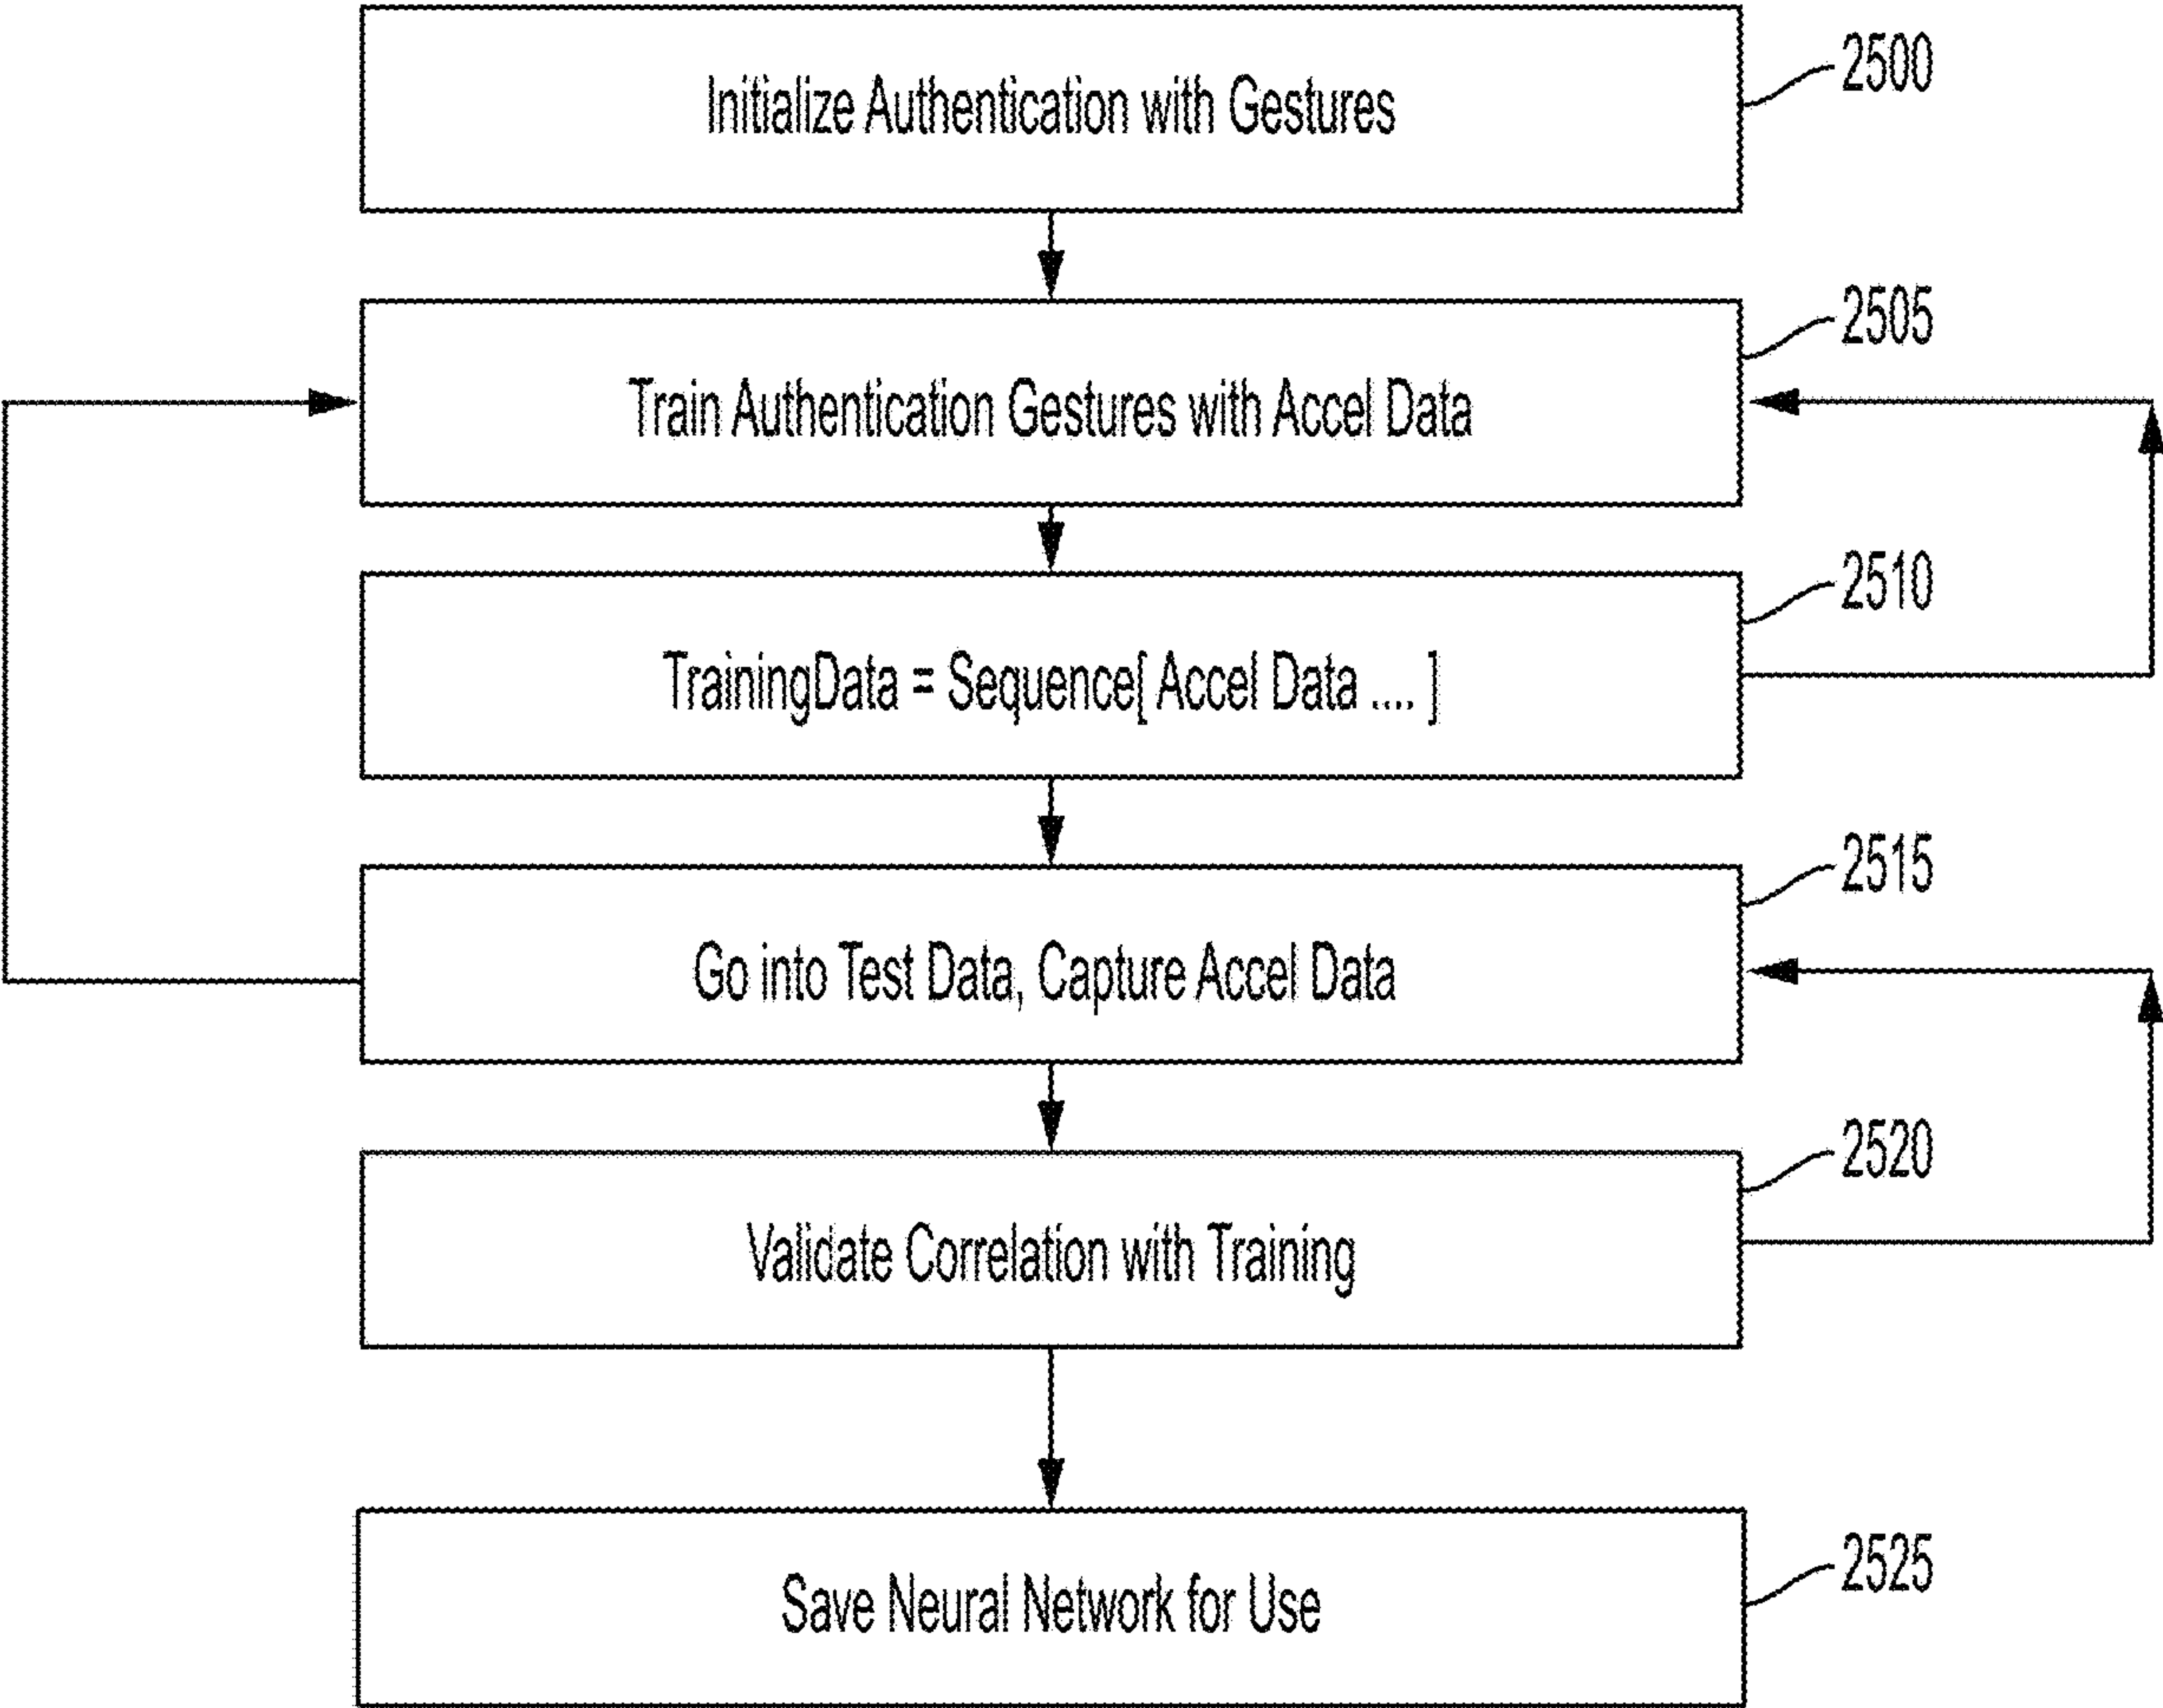 Initialize Authentication with Gestures
2500
Train Authentication Gestures with Accel Data
2505
TrainingData = Sequence[ Accel Data .... ]
2510
Go into Test Data, Capture Accel Data
2515
Validate Correlation with Training
2520
Save Neural Network for Use
2525